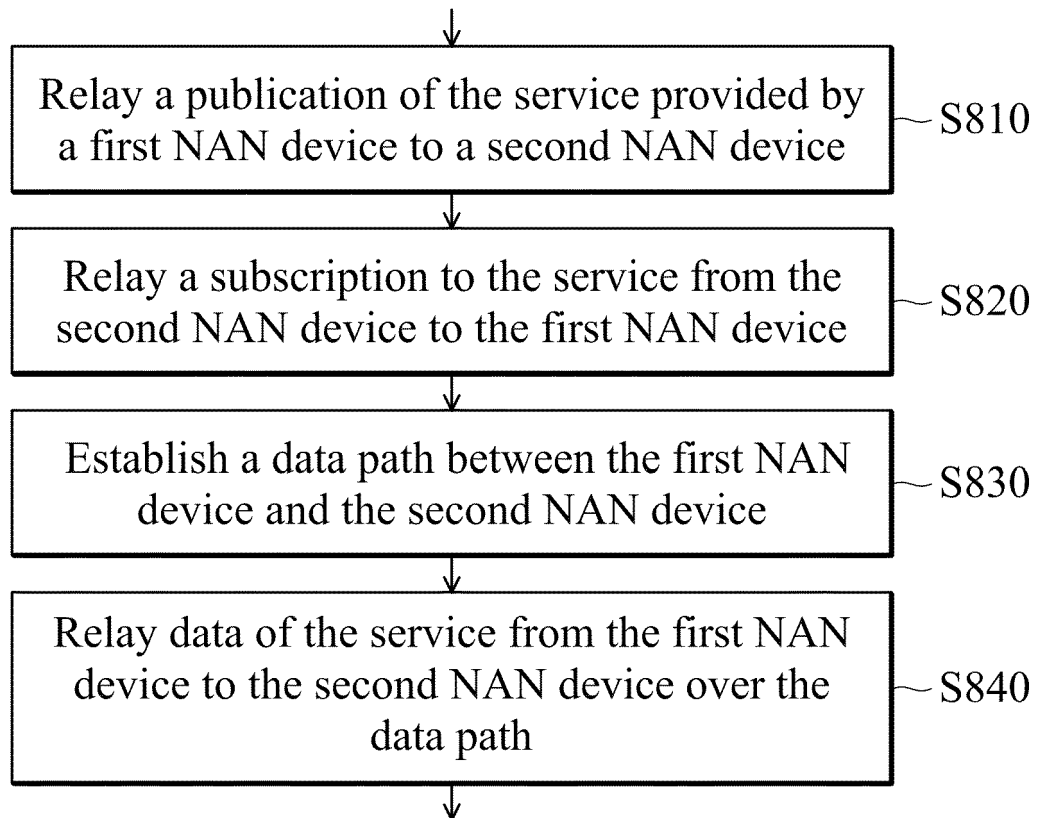 Relay a publication of the service provided by
a first NAN device to a second NAN device
S810
Relay a subscription to the service from the
second NAN device to the first NAN device
S820
Establish a data path between the first NAN
device and the second NAN device
S830
Relay data of the service from the first NAN
device to the second NAN device over the
data path
S840